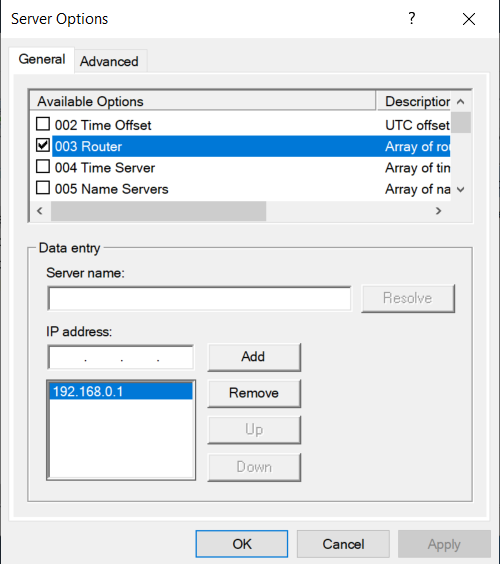 Server Options ?
General Advanced
Available Options Description
002 Time Offset UTC offset
003 Router Array of rou
004 Time Server Array of tim
005 Name Servers Array of na
Data entry
Server name:
Resolve
IP address:
. . . Add
192.168.0.1
Remove
Up
Down
OK Cancel Apply